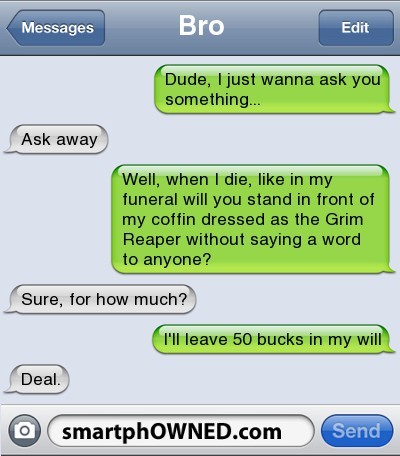 Messages
Bro
Edit
Dude, I just wanna ask you
something...
Ask away
Well, when I die, like in my
funeral will you stand in front of
my coffin dressed as the Grim
Reaper without saying a word
to anyone?
Sure, for how much?
I'll leave 50 bucks in my will
Deal.
smartphOWNED.com
Send